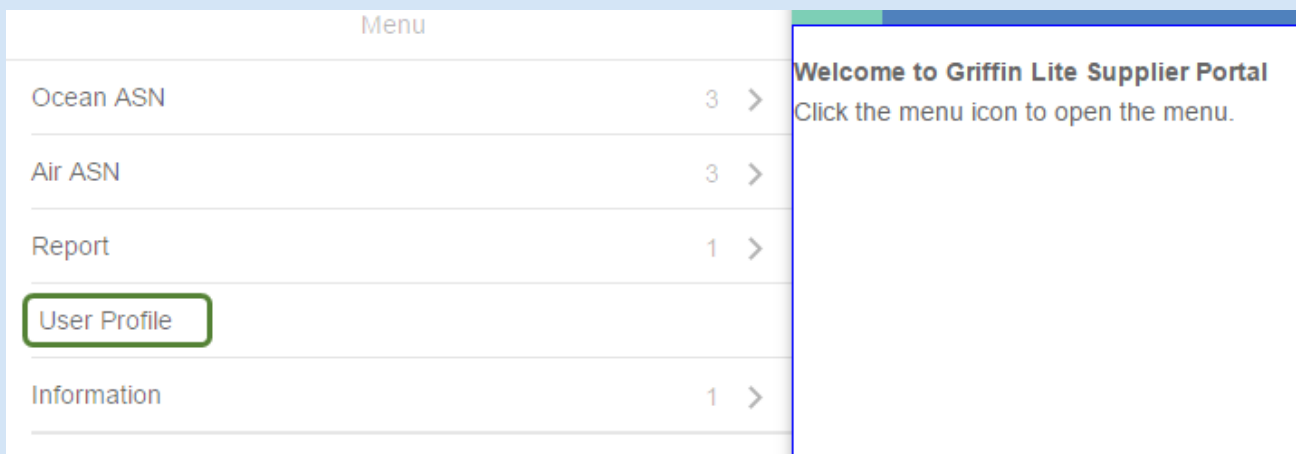 Menu
Ocean ASN 3
Air ASN 3
Report 1
User Profile
Information 1
Welcome to Griffin Lite Supplier Portal
Click the menu icon to open the menu.